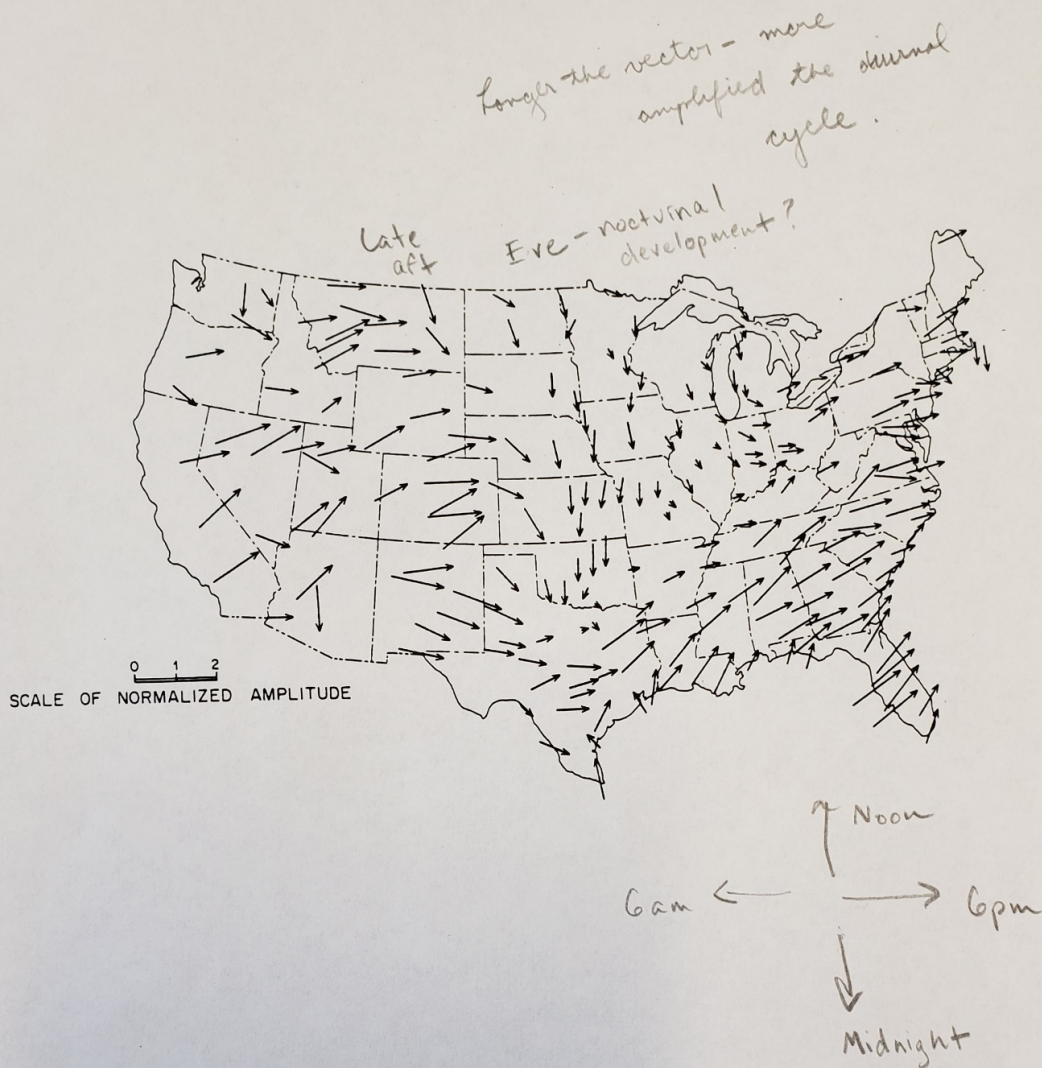 Longer the vector - more
amplified the diurnal
cycle.
Late
aft
Eve - nocturnal
development?
0 1 2
SCALE OF NORMALIZED AMPLITUDE
Noon
6am
6pm
Midnight